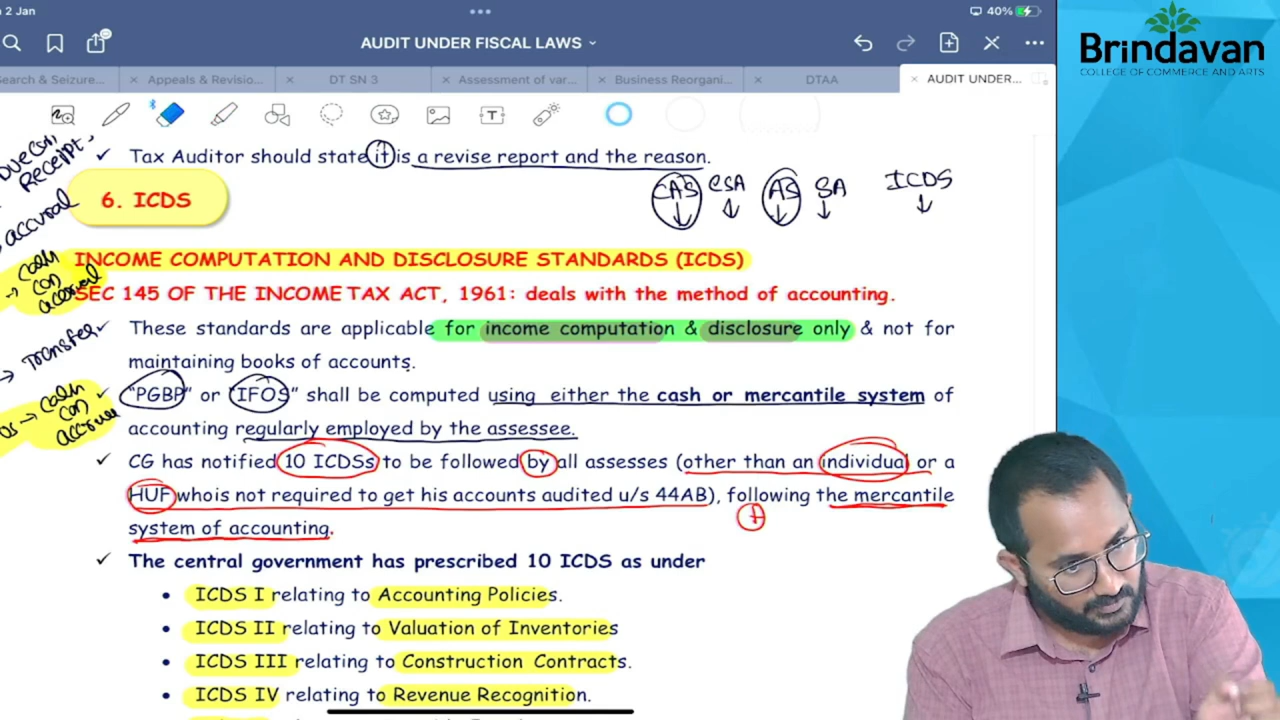 2 Jan
40%
AUDIT UNDER FISCAL LAWS
Brindavan
COLLEGE OF COMMERCE AND ARTS
earch & Seizure...
Appeals & Revisio...
DT SN 3
Assessment of var...
Business Reorgani...
DTAA
AUDIT UNDER...
Due (or)
Receipt
✓ Tax Auditor should state it is a revise report and the reason.
CAS CSA AS SA ICDS
accrual
6. ICDS
→ Cash
(or)
accrual
INCOME COMPUTATION AND DISCLOSURE STANDARDS (ICDS)
SEC 145 OF THE INCOME TAX ACT, 1961: deals with the method of accounting.
→ Transfer
✓ These standards are applicable for income computation & disclosure only & not for
maintaining books of accounts.
os → Cash
(or)
accrue
✓ "PGBP" or "IFOS" shall be computed using either the cash or mercantile system of
accounting regularly employed by the assessee.
✓ CG has notified 10 ICDSs to be followed by all assesses (other than an individual or a
HUF whois not required to get his accounts audited u/s 44AB), following the mercantile
system of accounting.
✓ The central government has prescribed 10 ICDS as under
• ICDS I relating to Accounting Policies.
• ICDS II relating to Valuation of Inventories
• ICDS III relating to Construction Contracts.
• ICDS IV relating to Revenue Recognition.